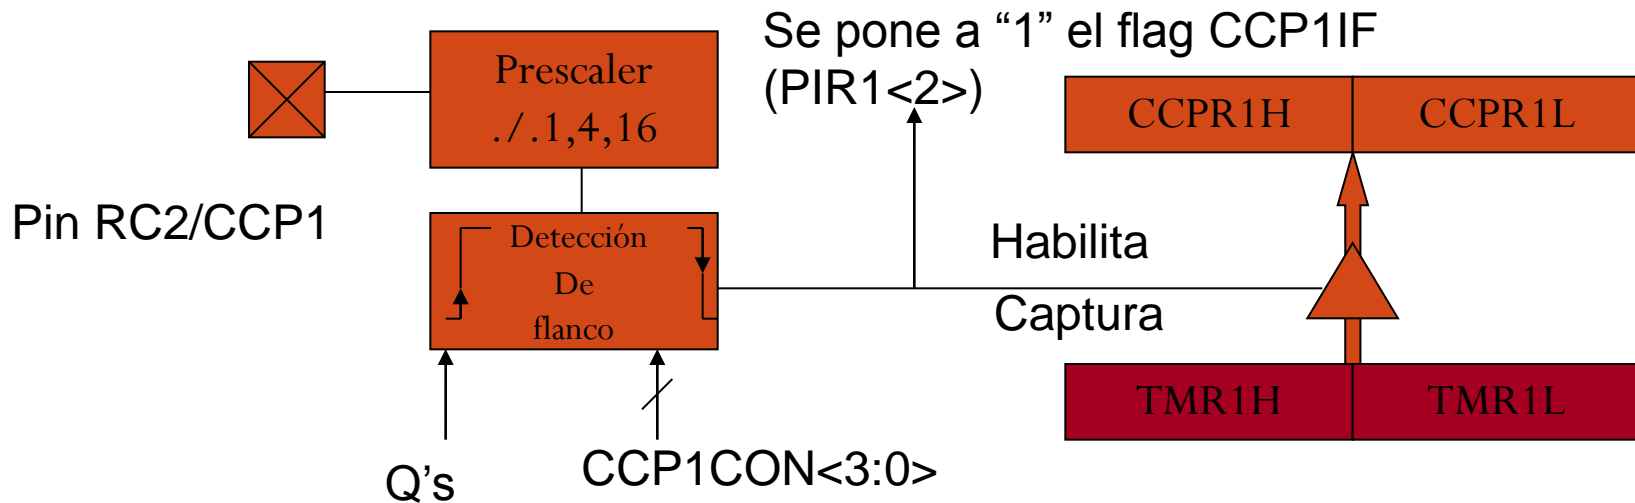 Se pone a “1” el flag CCP1IF
(PIR1<2>)
Prescaler
./.1,4,16
CCPR1H
CCPR1L
Pin RC2/CCP1
Detección
De
flanco
Habilita
Captura
TMR1H
TMR1L
Q’s
CCP1CON<3:0>